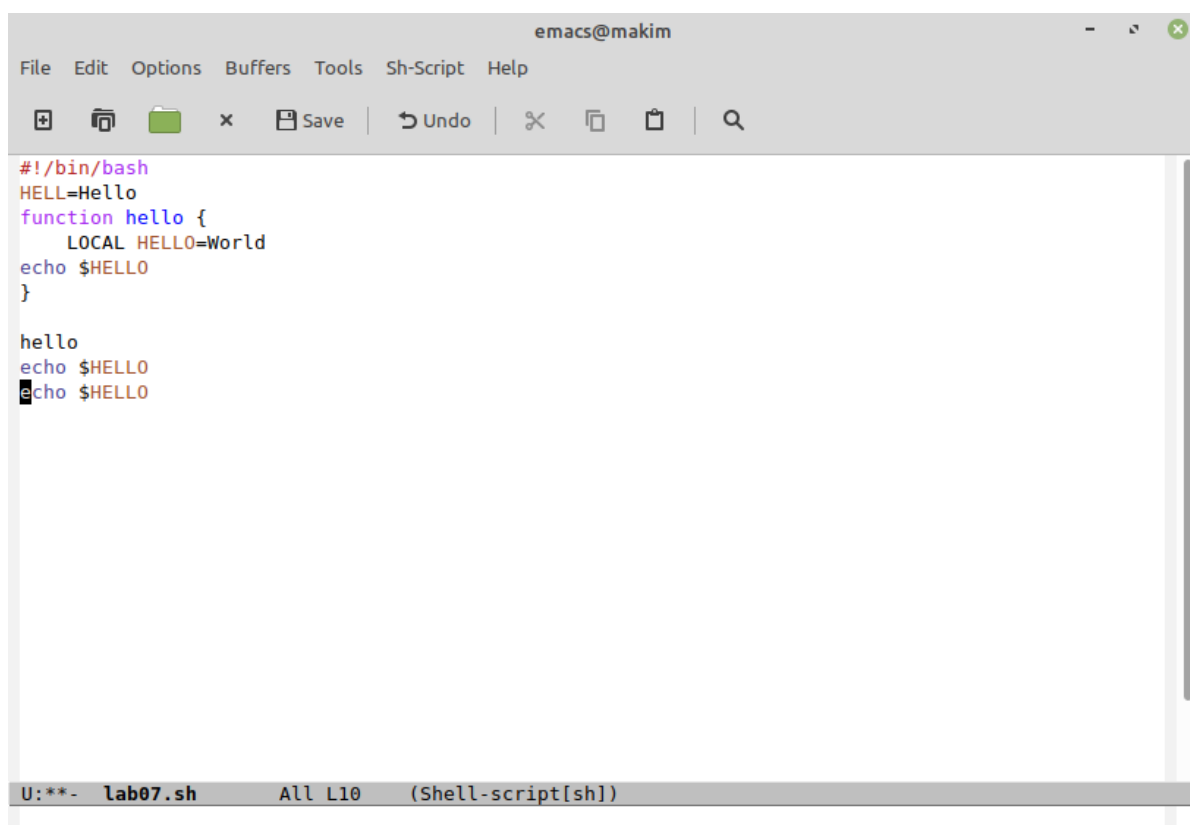 emacs@makim
File Edit Options Buffers Tools Sh-Script Help
Save Undo
#!/bin/bash
HELL=Hello
function hello {
    LOCAL HELLO=World
echo $HELLO
}
hello
echo $HELLO
echo $HELLO
U:**- lab07.sh All L10 (Shell-script[sh])